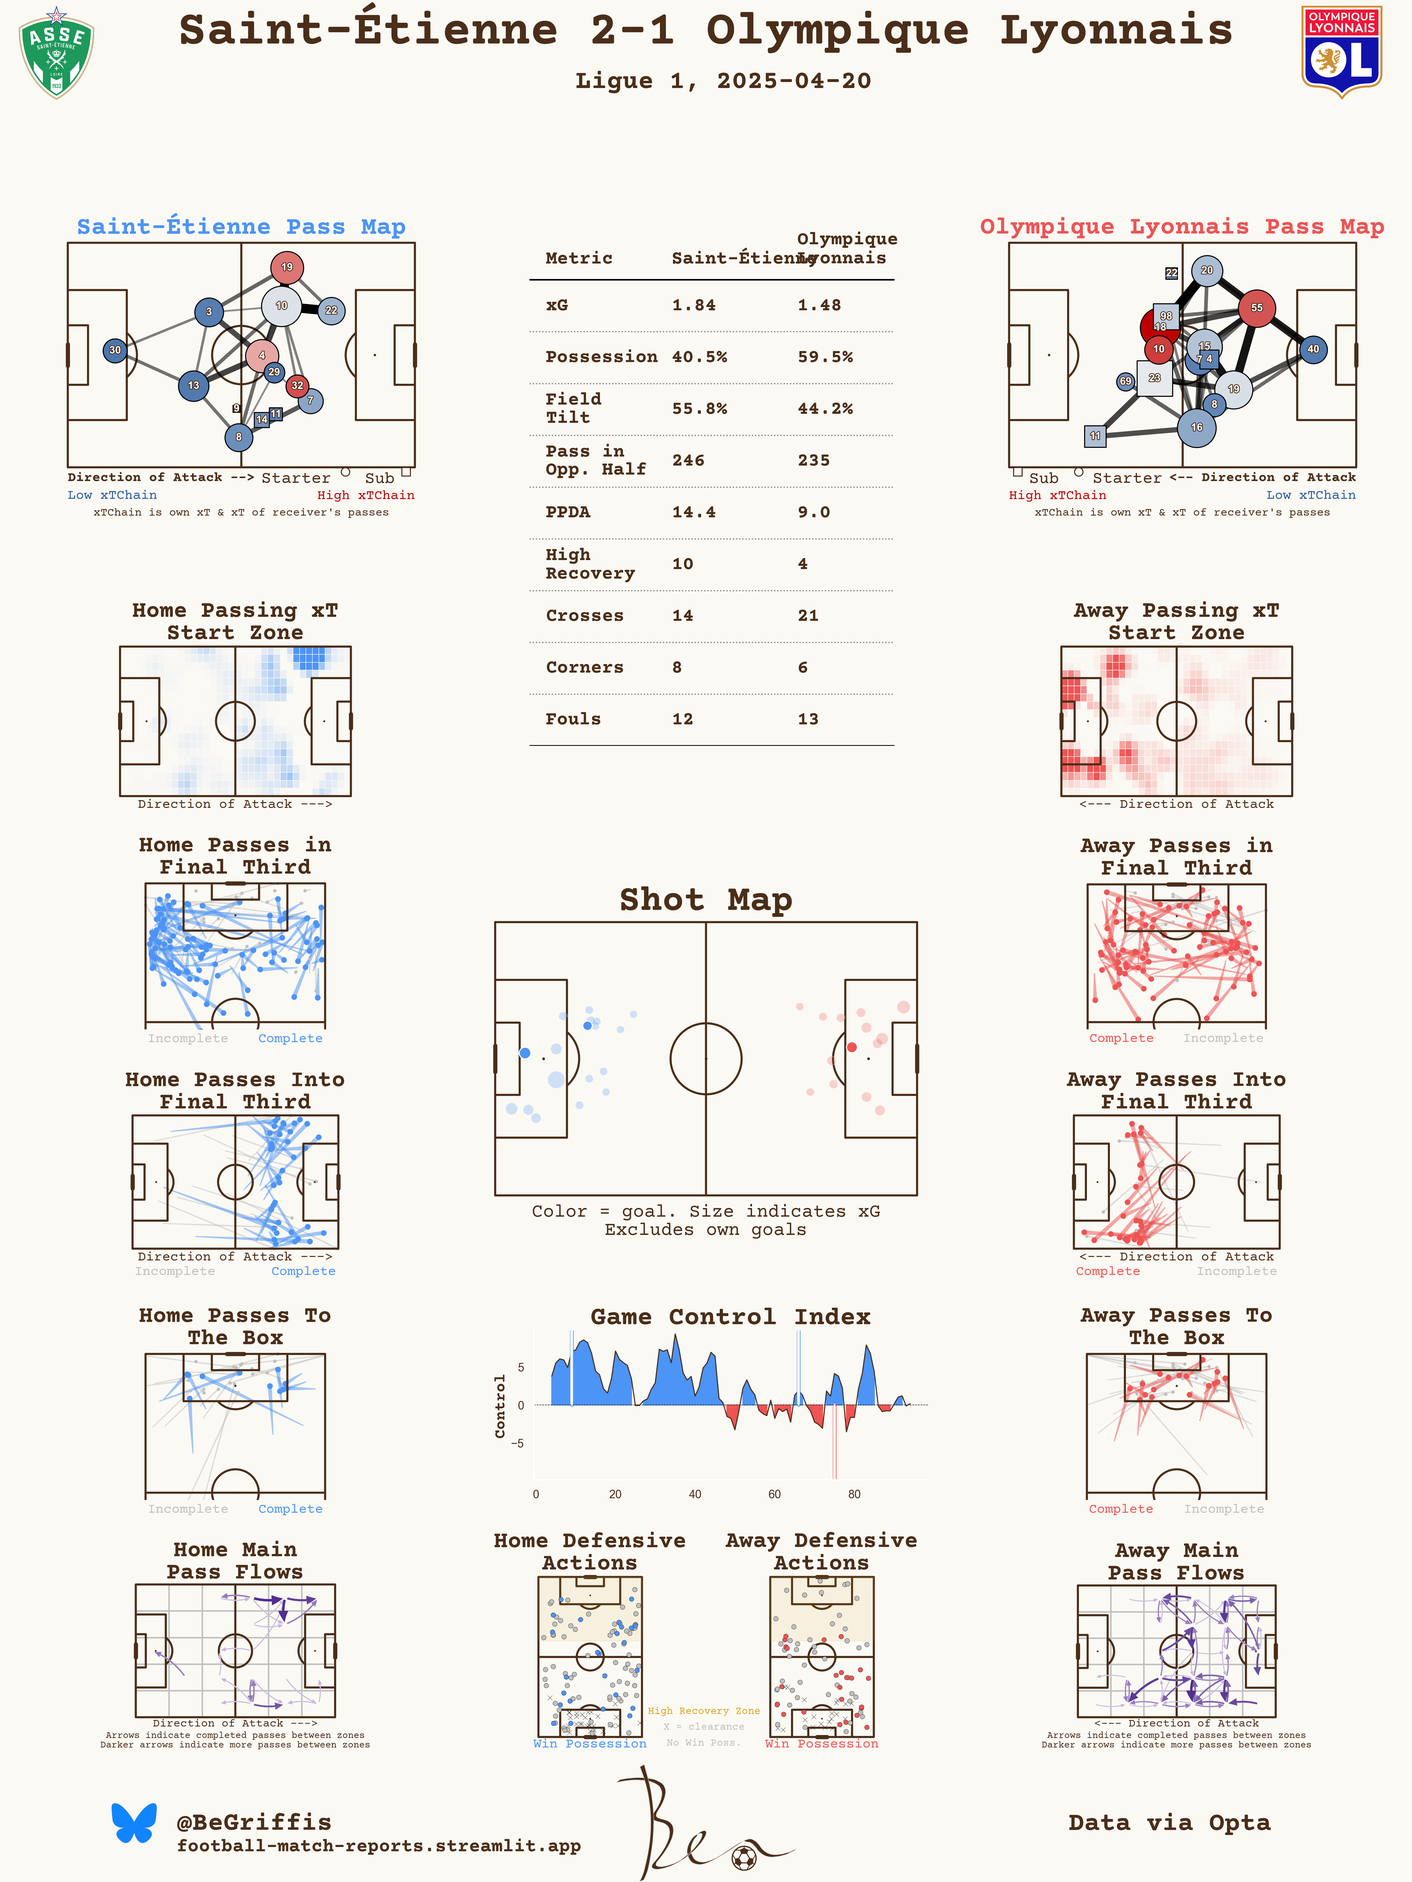 Saint-Étienne 2-1 Olympique Lyonnais
Ligue 1, 2025-04-20
ASSE
SAINT-ÉTIENNE
LOIRE
1933
OLYMPIQUE
LYONNAIS
OL
Saint-Étienne Pass Map
19
10
22
3
30
4
29
13
32
7
9
14
11
8
Direction of Attack --> Starter Sub
Low xTChain High xTChain
xTChain is own xT & xT of receiver's passes
Metric Saint-Étienne Olympique Lyonnais
xG 1.84 1.48
Possession 40.5% 59.5%
Field Tilt 55.8% 44.2%
Pass in Opp. Half 246 235
PPDA 14.4 9.0
High Recovery 10 4
Crosses 14 21
Corners 8 6
Fouls 12 13
Olympique Lyonnais Pass Map
22
20
55
98
18
10
15
7
4
40
69
23
19
8
16
11
Sub Starter <-- Direction of Attack
High xTChain Low xTChain
xTChain is own xT & xT of receiver's passes
Home Passing xT
Start Zone
Direction of Attack --->
Away Passing xT
Start Zone
<--- Direction of Attack
Home Passes in
Final Third
Incomplete Complete
Away Passes in
Final Third
Complete Incomplete
Shot Map
Color = goal. Size indicates xG
Excludes own goals
Home Passes Into
Final Third
Direction of Attack --->
Incomplete Complete
Away Passes Into
Final Third
<--- Direction of Attack
Complete Incomplete
Home Passes To
The Box
Incomplete Complete
Game Control Index
Control
5
0
−5
0 20 40 60 80
Away Passes To
The Box
Complete Incomplete
Home Main
Pass Flows
Direction of Attack --->
Arrows indicate completed passes between zones
Darker arrows indicate more passes between zones
Home Defensive
Actions
Win Possession
High Recovery Zone
X = clearance
No Win Poss.
Away Defensive
Actions
Win Possession
Away Main
Pass Flows
<--- Direction of Attack
Arrows indicate completed passes between zones
Darker arrows indicate more passes between zones
@BeGriffis
football-match-reports.streamlit.app
Ben
Data via Opta